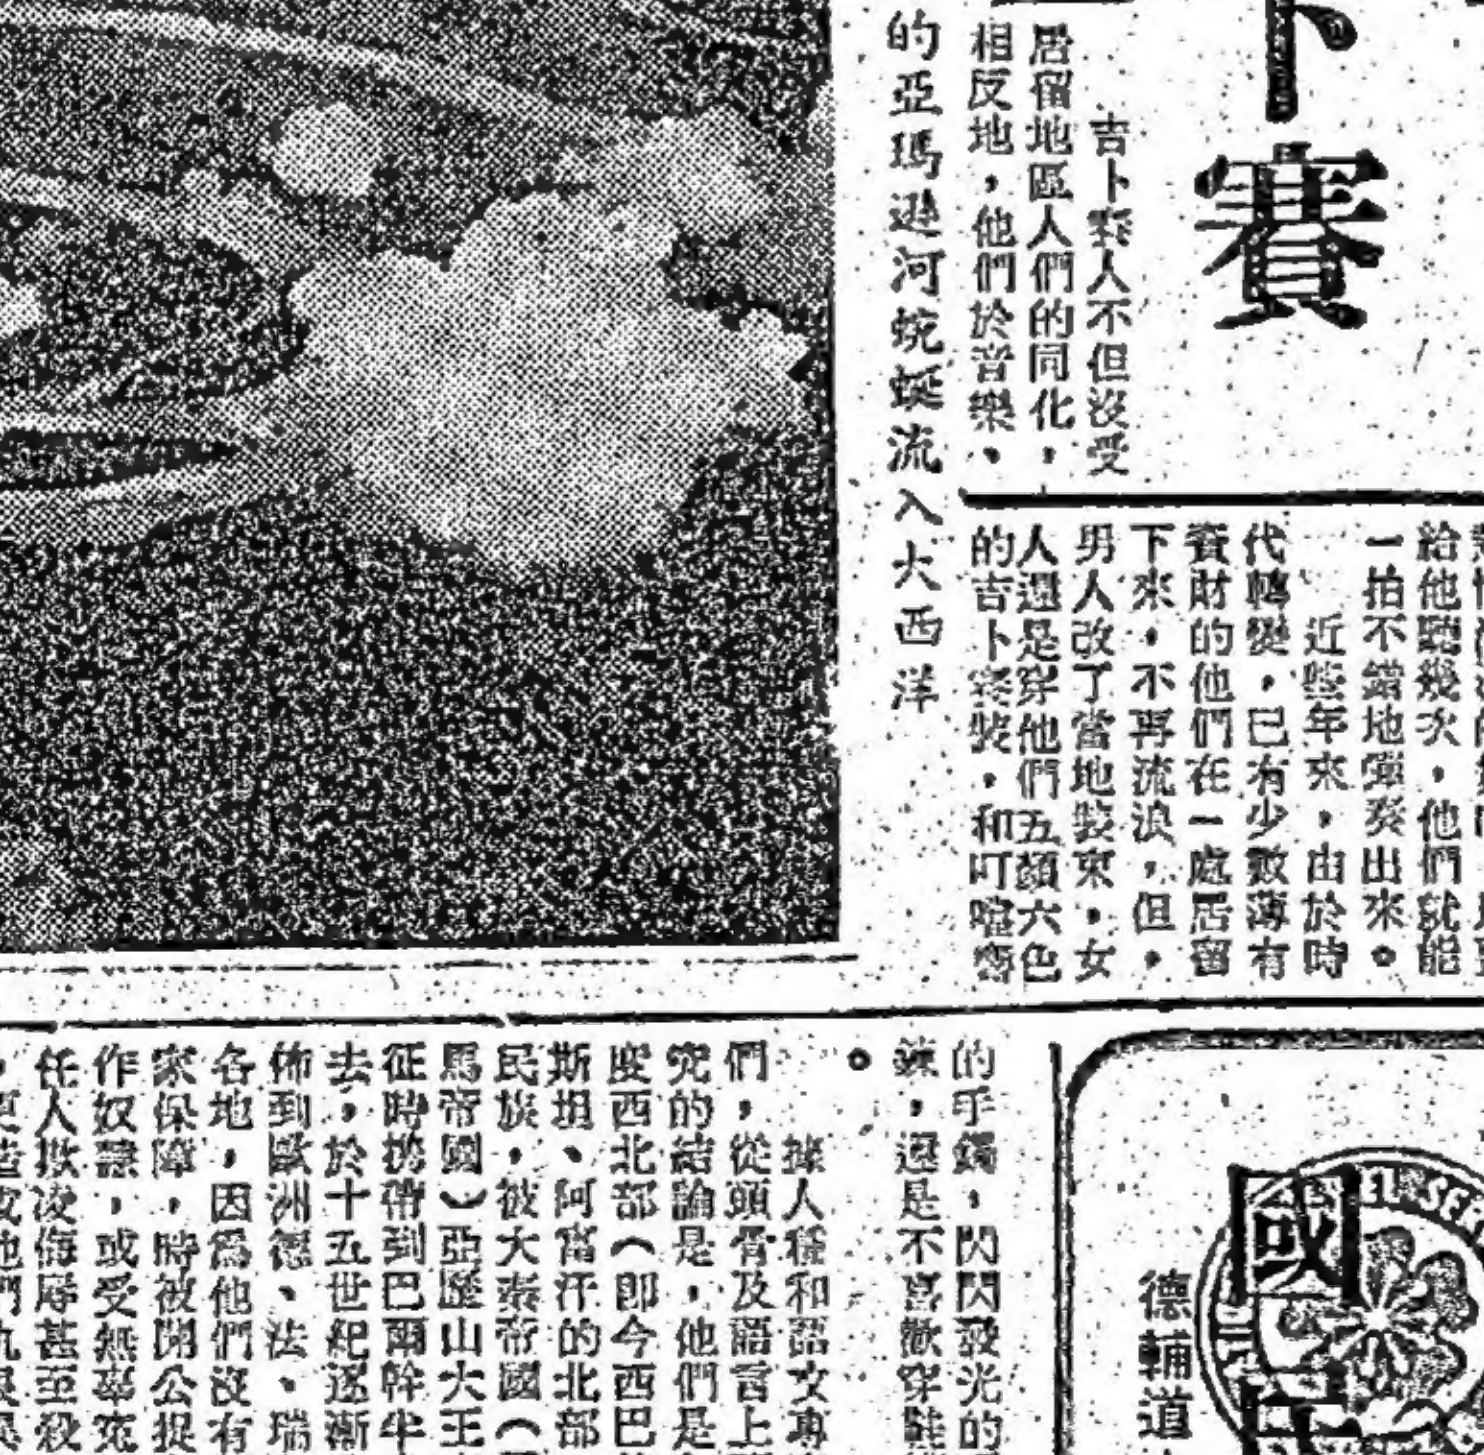 卜賽
吉卜賽人不但沒受
居留地區人們的同化，
相反地，他們於音樂、
的亞瑪遜河蜿蜒流入大西洋
給他聽幾次，他們就能
一拍不錯地彈奏出來。
近些年來，由於時
代轉變，已有少數薄有
資財的他們在一處居留
下來，不再流浪，但，
男人改了當地裝束，女
人還是穿他們五顏六色
的吉卜賽裝，和叮噹響
的手鐲，閃閃發光的
鍊，還是不喜歡穿鞋
。
據人種和語文專
們，從頭骨及語言上
究的結論是，他們是
度西北部（即今西巴
斯坦、阿富汗的北部
民族，被大秦帝國（
馬帝國）亞歷山大王
征時擄帶到巴爾幹半
去，於十五世紀逐漸
佈到歐洲德、法、瑞
各地，因爲他們沒有
家保障，時被閧公捉
作奴隸，或受無辜冤
任人欺凌侮辱甚至殺
國民
德輔道